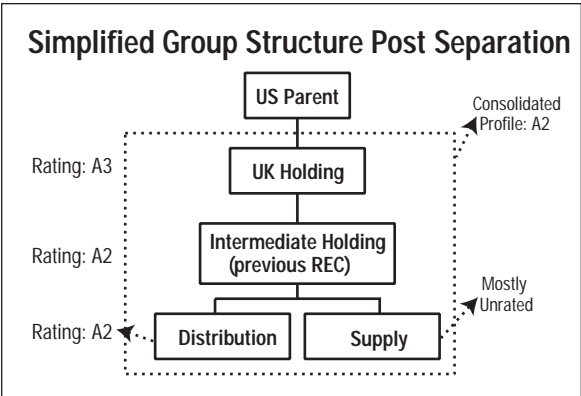 Simplified Group Structure Post Separation
US Parent
Consolidated
Profile: A2
Rating: A3
UK Holding
Rating: A2
Intermediate Holding
(previous REC)
Mostly
Unrated
Rating: A2
Distribution
Supply